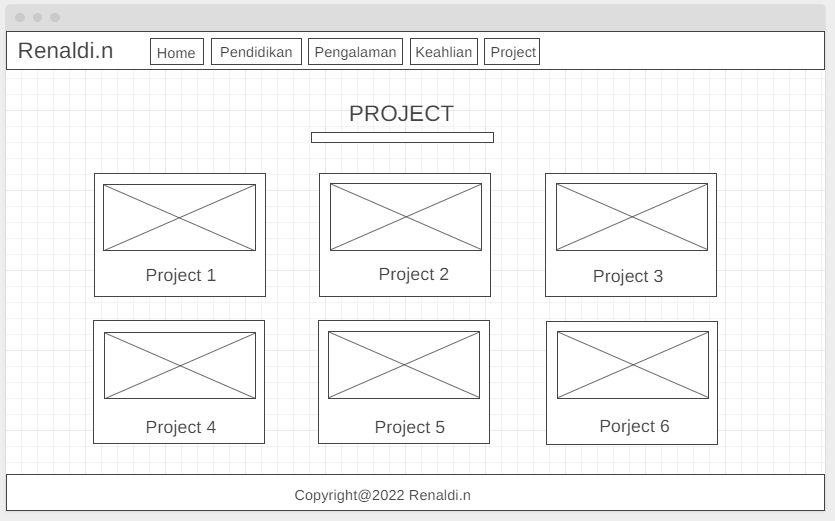 Renaldi.n
Home
Pendidikan
Pengalaman
Keahlian
Project
PROJECT
Project 1
Project 2
Project 3
Project 4
Project 5
Porject 6
Copyright@2022 Renaldi.n